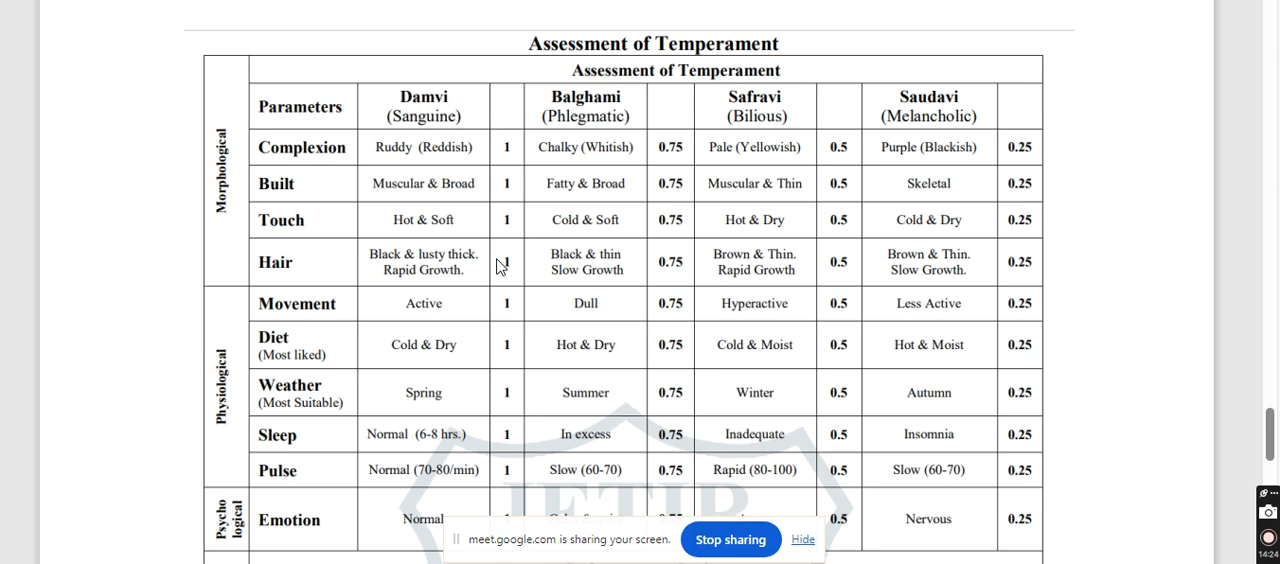 Assessment of Temperament
Assessment of Temperament
Morphological
Parameters Damvi (Sanguine) Balghami (Phlegmatic) Safravi (Bilious) Saudavi (Melancholic)
Complexion Ruddy (Reddish) 1 Chalky (Whitish) 0.75 Pale (Yellowish) 0.5 Purple (Blackish) 0.25
Built Muscular & Broad 1 Fatty & Broad 0.75 Muscular & Thin 0.5 Skeletal 0.25
Touch Hot & Soft 1 Cold & Soft 0.75 Hot & Dry 0.5 Cold & Dry 0.25
Hair Black & lusty thick. Rapid Growth. 1 Black & thin Slow Growth 0.75 Brown & Thin. Rapid Growth 0.5 Brown & Thin. Slow Growth. 0.25
Physiological
Movement Active 1 Dull 0.75 Hyperactive 0.5 Less Active 0.25
Diet (Most liked) Cold & Dry 1 Hot & Dry 0.75 Cold & Moist 0.5 Hot & Moist 0.25
Weather (Most Suitable) Spring 1 Summer 0.75 Winter 0.5 Autumn 0.25
Sleep Normal (6-8 hrs.) 1 In excess 0.75 Inadequate 0.5 Insomnia 0.25
Pulse Normal (70-80/min) 1 Slow (60-70) 0.75 Rapid (80-100) 0.5 Slow (60-70) 0.25
Psycho logical
Emotion Normal 0.5 Nervous 0.25
JETIR
meet.google.com is sharing your screen. Stop sharing Hide
14:24